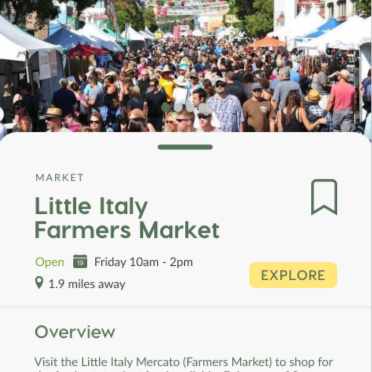 MARKET
Little Italy
Farmers Market
Open Friday 10am - 2pm
1.9 miles away
EXPLORE
Overview
Visit the Little Italy Mercato (Farmers Market) to shop for